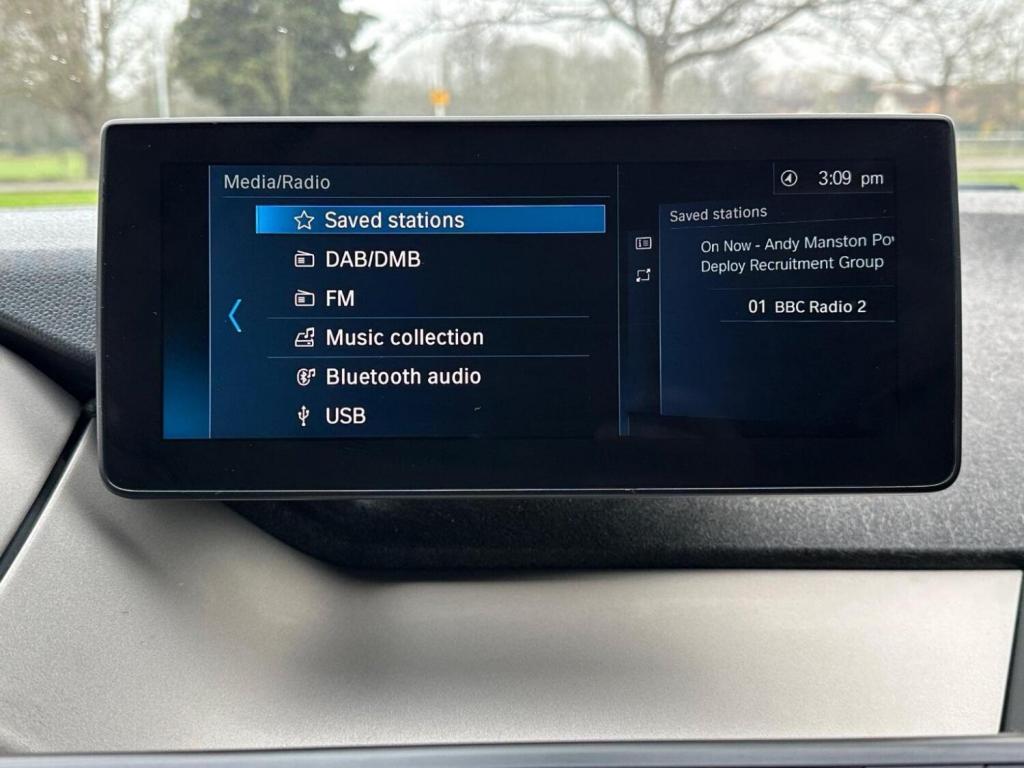 Media/Radio
Saved stations
DAB/DMB
FM
Music collection
Bluetooth audio
USB
3:09 pm
Saved stations
On Now - Andy Manston
Deploy Recruitment Group
01 BBC Radio 2